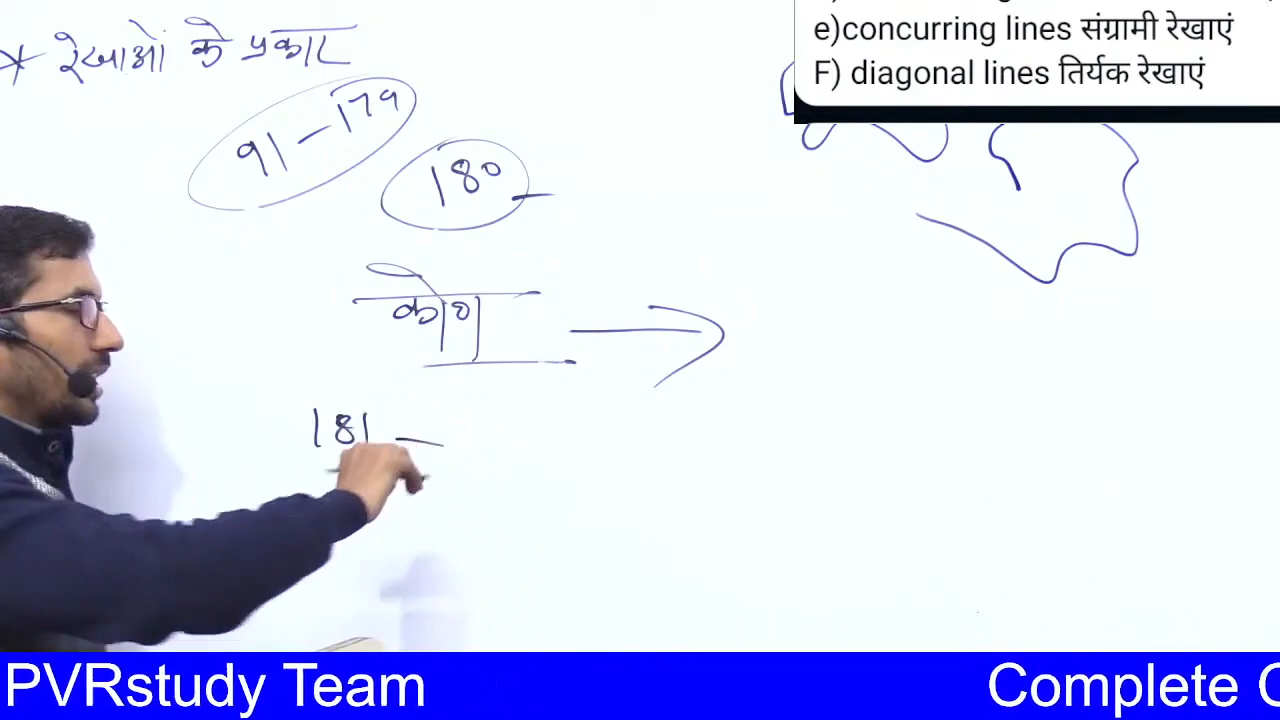 * रेखाओं के प्रकार
e)concurring lines संग्रामी रेखाएं
F) diagonal lines तिर्यक रेखाएं
91-179
180
कोण
181 -
PVRstudy Team
Complete